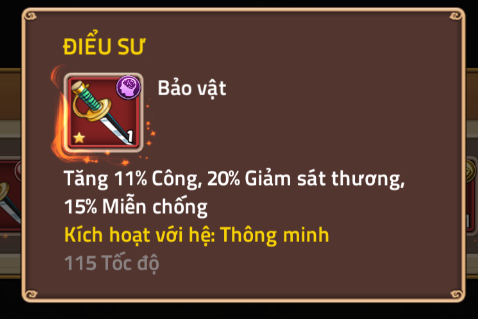 ĐIỂU SƯ
Bảo vật
1
Tăng 11% Công, 20% Giảm sát thương,
15% Miễn chống
Kích hoạt với hệ: Thông minh
115 Tốc độ